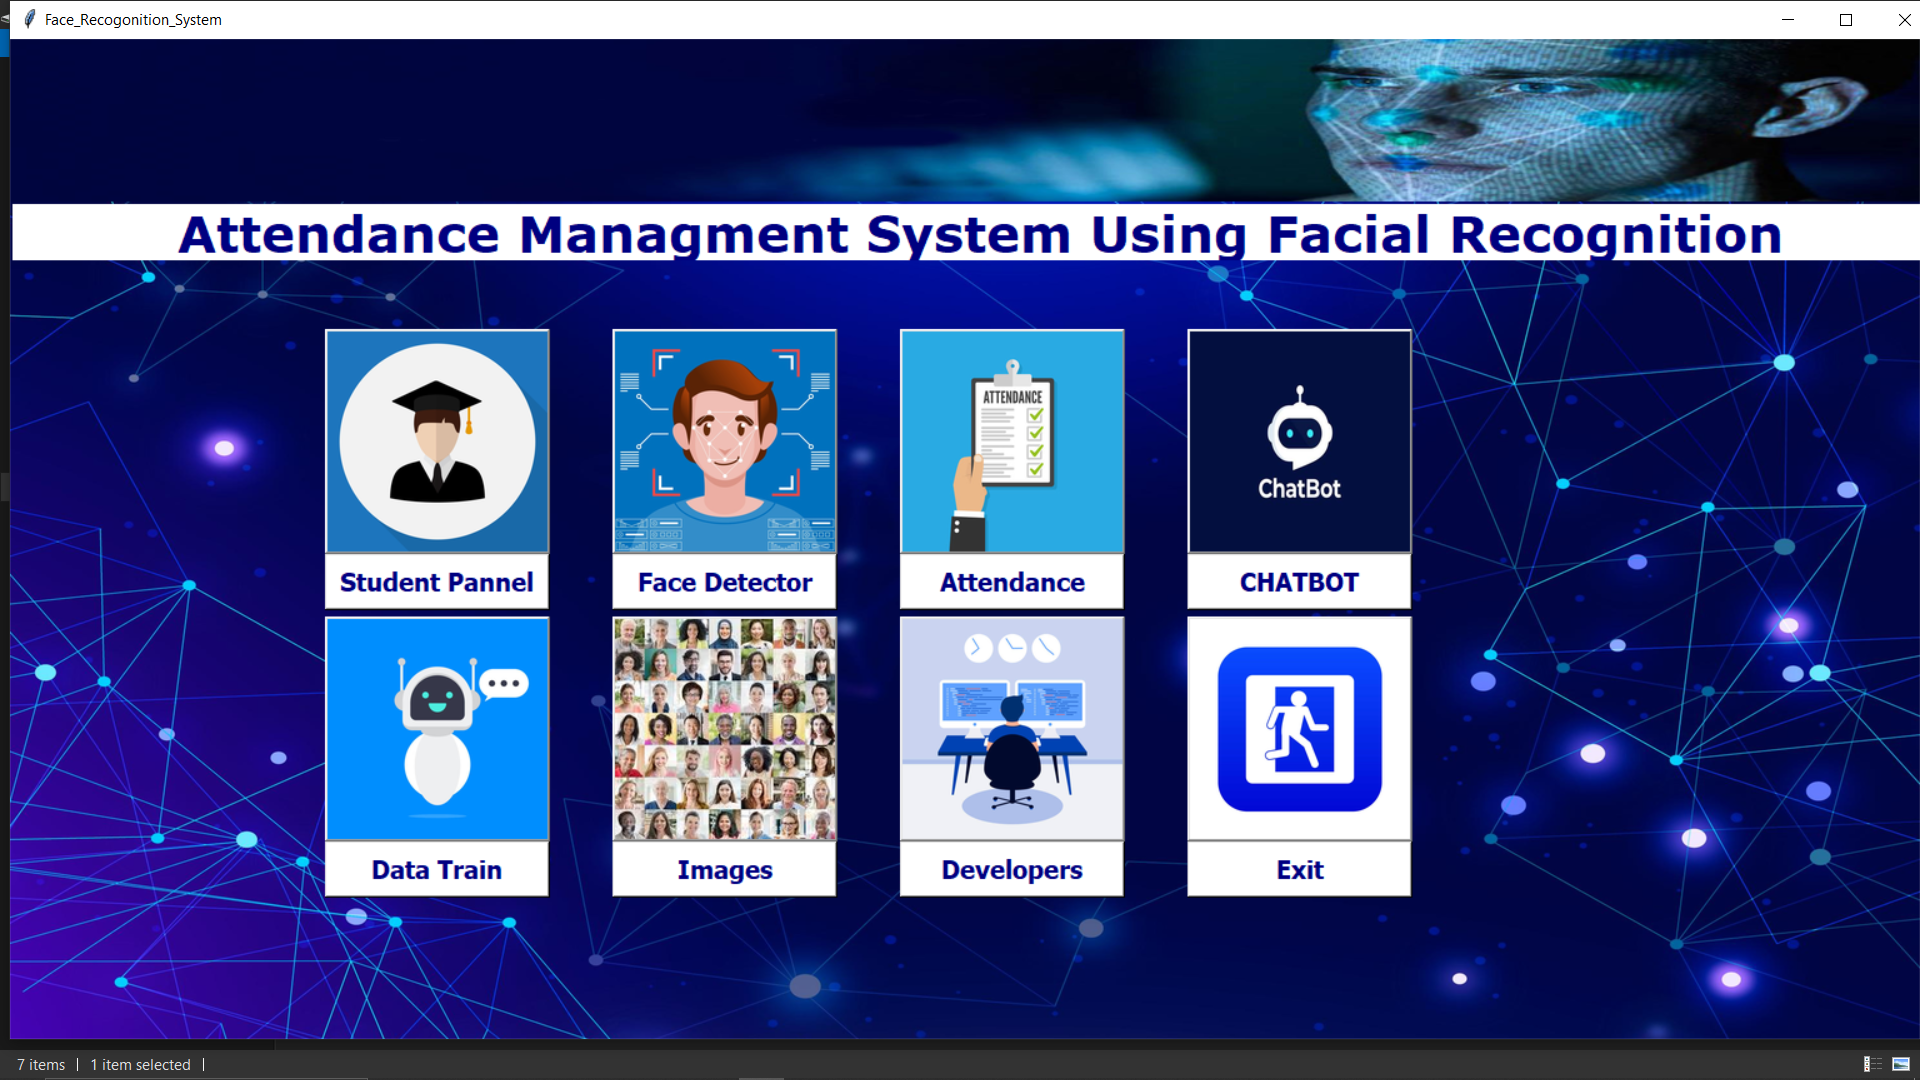 Face_Recogonition_System
Attendance Managment System Using Facial Recognition
ATTENDANCE
ChatBot
Student Pannel
Face Detector
Attendance
CHATBOT
Data Train
Images
Developers
Exit
7 items
1 item selected